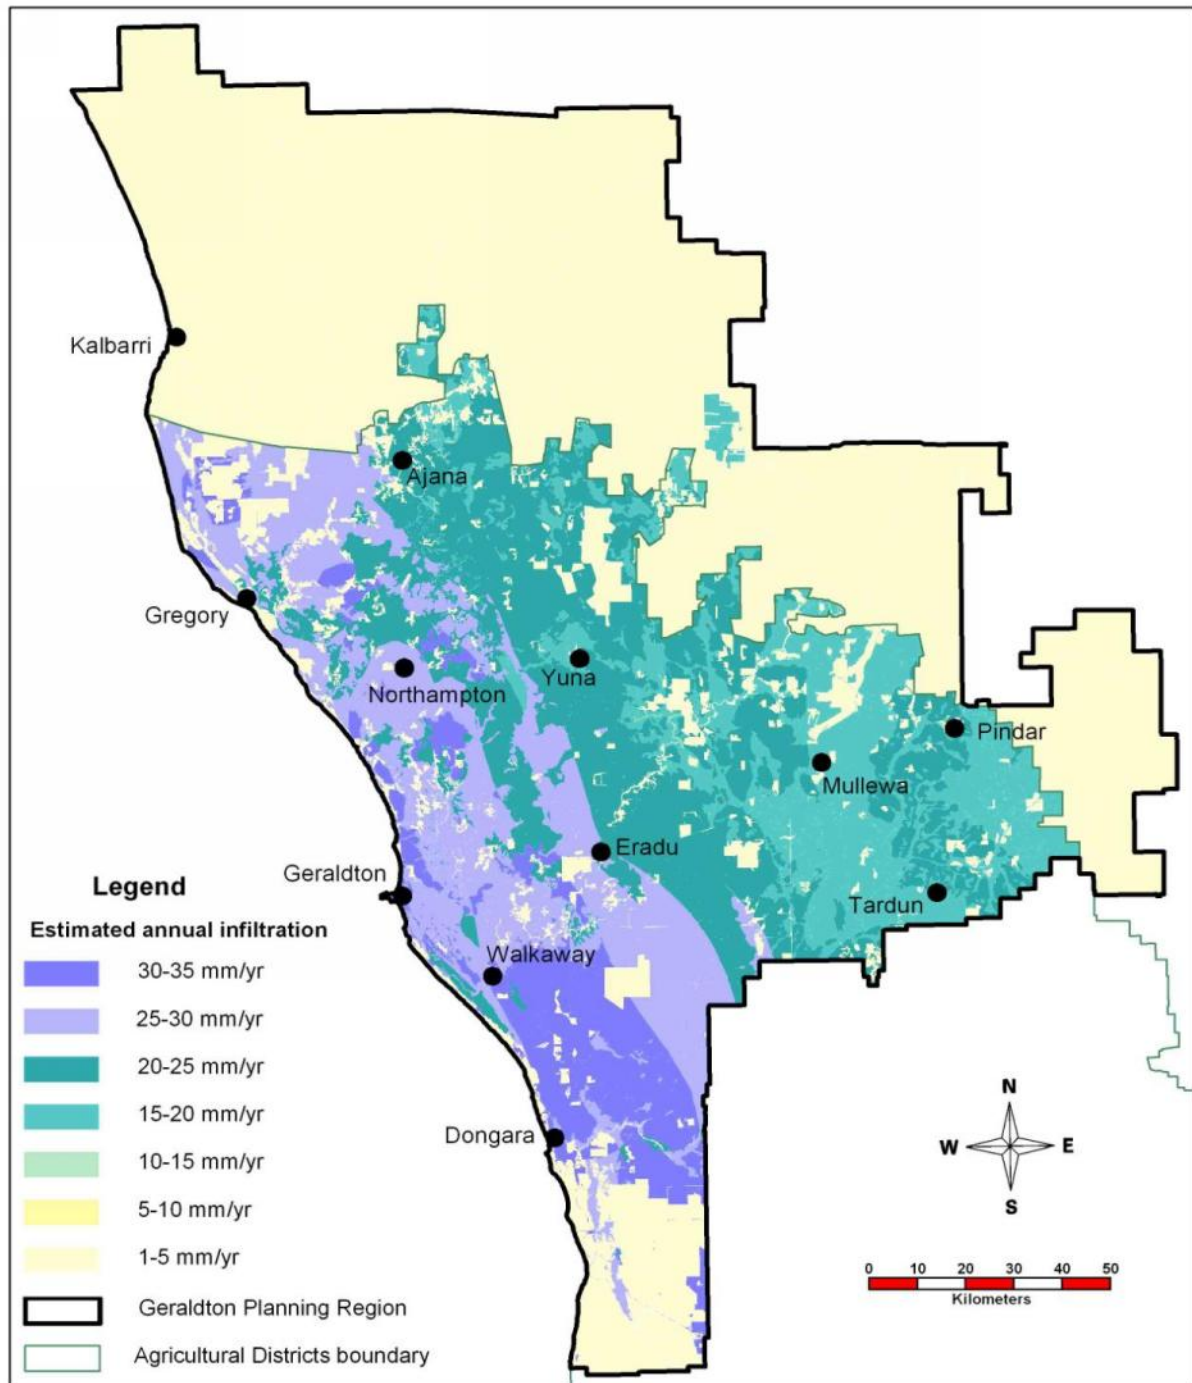 Kalbarri
Ajana
Gregory
Northampton
Yuna
Pindar
Mullewa
Eradu
Geraldton
Tardun
Walkaway
Dongara
Legend
Estimated annual infiltration
30-35 mm/yr
25-30 mm/yr
20-25 mm/yr
15-20 mm/yr
10-15 mm/yr
5-10 mm/yr
1-5 mm/yr
Geraldton Planning Region
Agricultural Districts boundary
N
W E
S
0 10 20 30 40 50
Kilometers